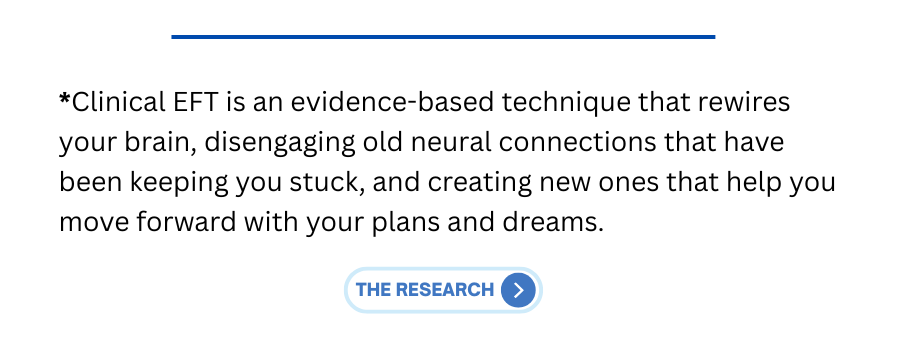 *Clinical EFT is an evidence-based technique that rewires
your brain, disengaging old neural connections that have
been keeping you stuck, and creating new ones that help you
move forward with your plans and dreams.
THE RESEARCH